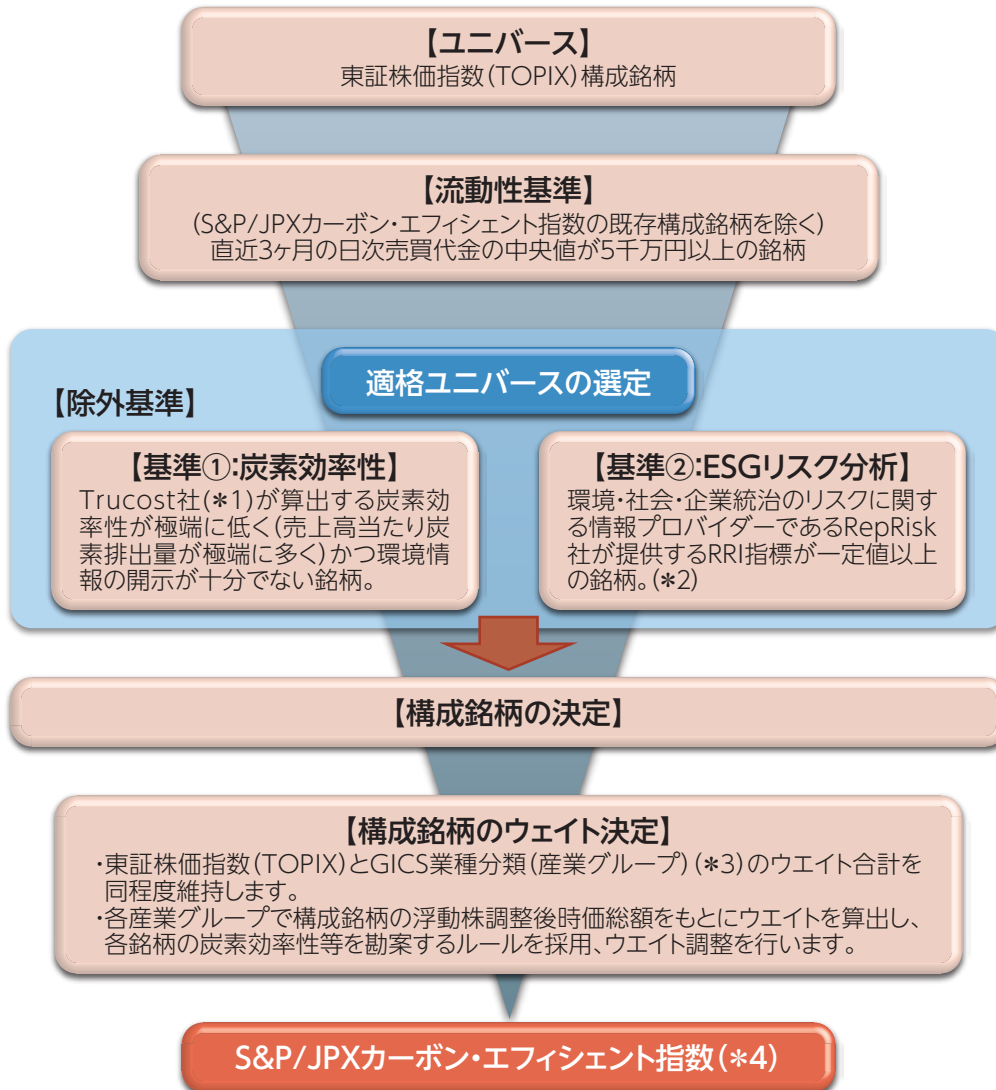 【ユニバース】
東証株価指数(TOPIX)構成銘柄
【流動性基準】
(S&P/JPXカーボン・エフィシェント指数の既存構成銘柄を除く)
直近3ヶ月の日次売買代金の中央値が5千万円以上の銘柄
適格ユニバースの選定
【除外基準】
【基準①:炭素効率性】
Trucost社(*1)が算出する炭素効
率性が極端に低く(売上高当たり炭
素排出量が極端に多く)かつ環境情
報の開示が十分でない銘柄。
【基準②:ESGリスク分析】
環境・社会・企業統治のリスクに関す
る情報プロバイダーであるRepRisk
社が提供するRRI指標が一定値以上
の銘柄。(*2)
【構成銘柄の決定】
【構成銘柄のウェイト決定】
・東証株価指数(TOPIX)とGICS業種分類(産業グループ)(*3)のウエイト合計を
同程度維持します。
・各産業グループで構成銘柄の浮動株調整後時価総額をもとにウエイトを算出し、
各銘柄の炭素効率性等を勘案するルールを採用、ウエイト調整を行います。
S&P/JPXカーボン・エフィシェント指数(*4)